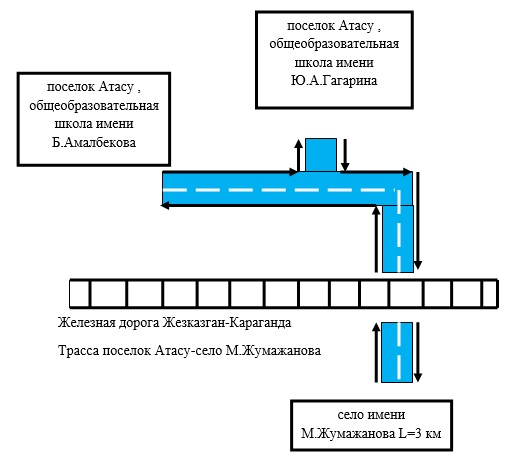 поселок Атасу ,
общеобразовательная
школа имени
Ю.А.Гагарина
поселок Атасу ,
общеобразовательная
школа имени
Б.Амалбекова
Железная дорога Жезказган-Караганда
Трасса поселок Атасу-село М.Жумажанова
село имени
М.Жумажанова L=3 км